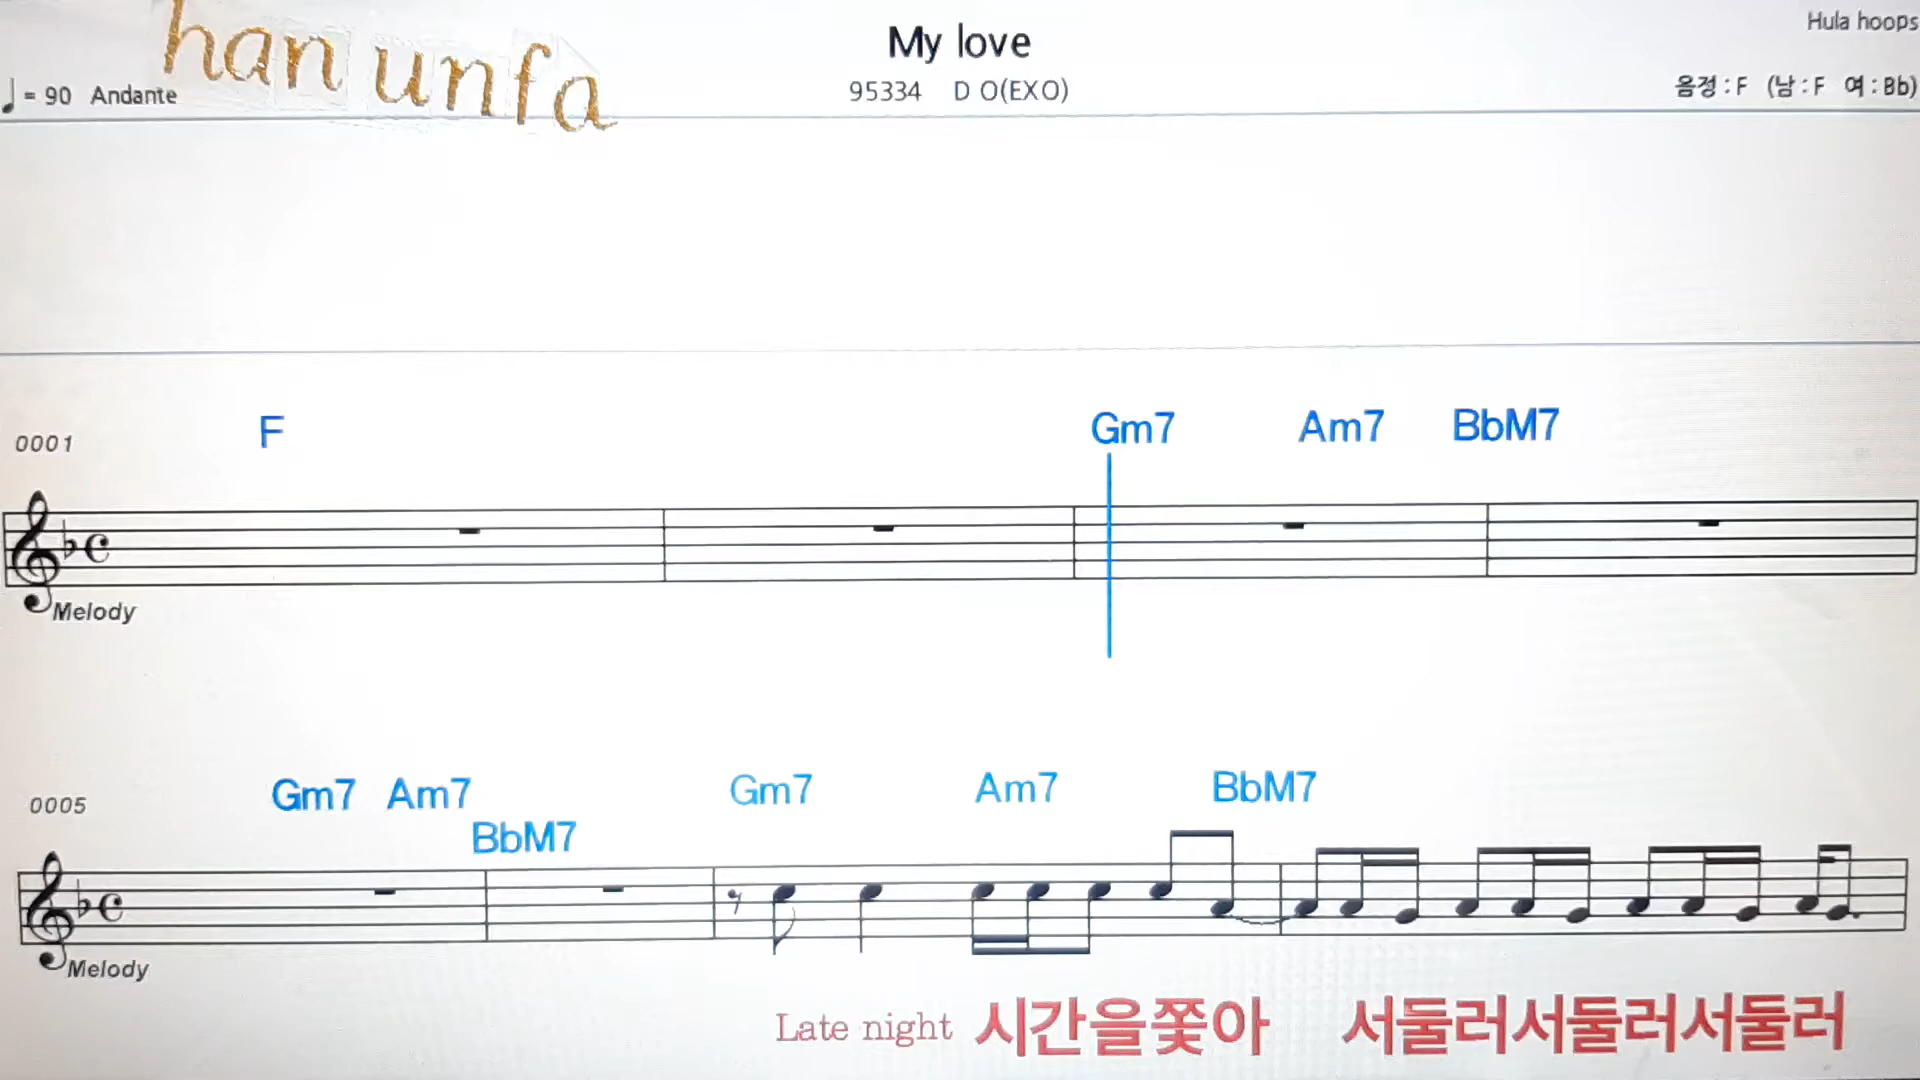 han unfa
My love
Hula hoops
95334 D O(EXO)
♩= 90 Andante
음정 : F (남 : F 여 : Bb)
F Gm7 Am7 BbM7
0001
Melody
Gm7 Am7 Gm7 Am7 BbM7
0005
BbM7
Melody
Late night 시간을쫓아 서둘러서둘러서둘러